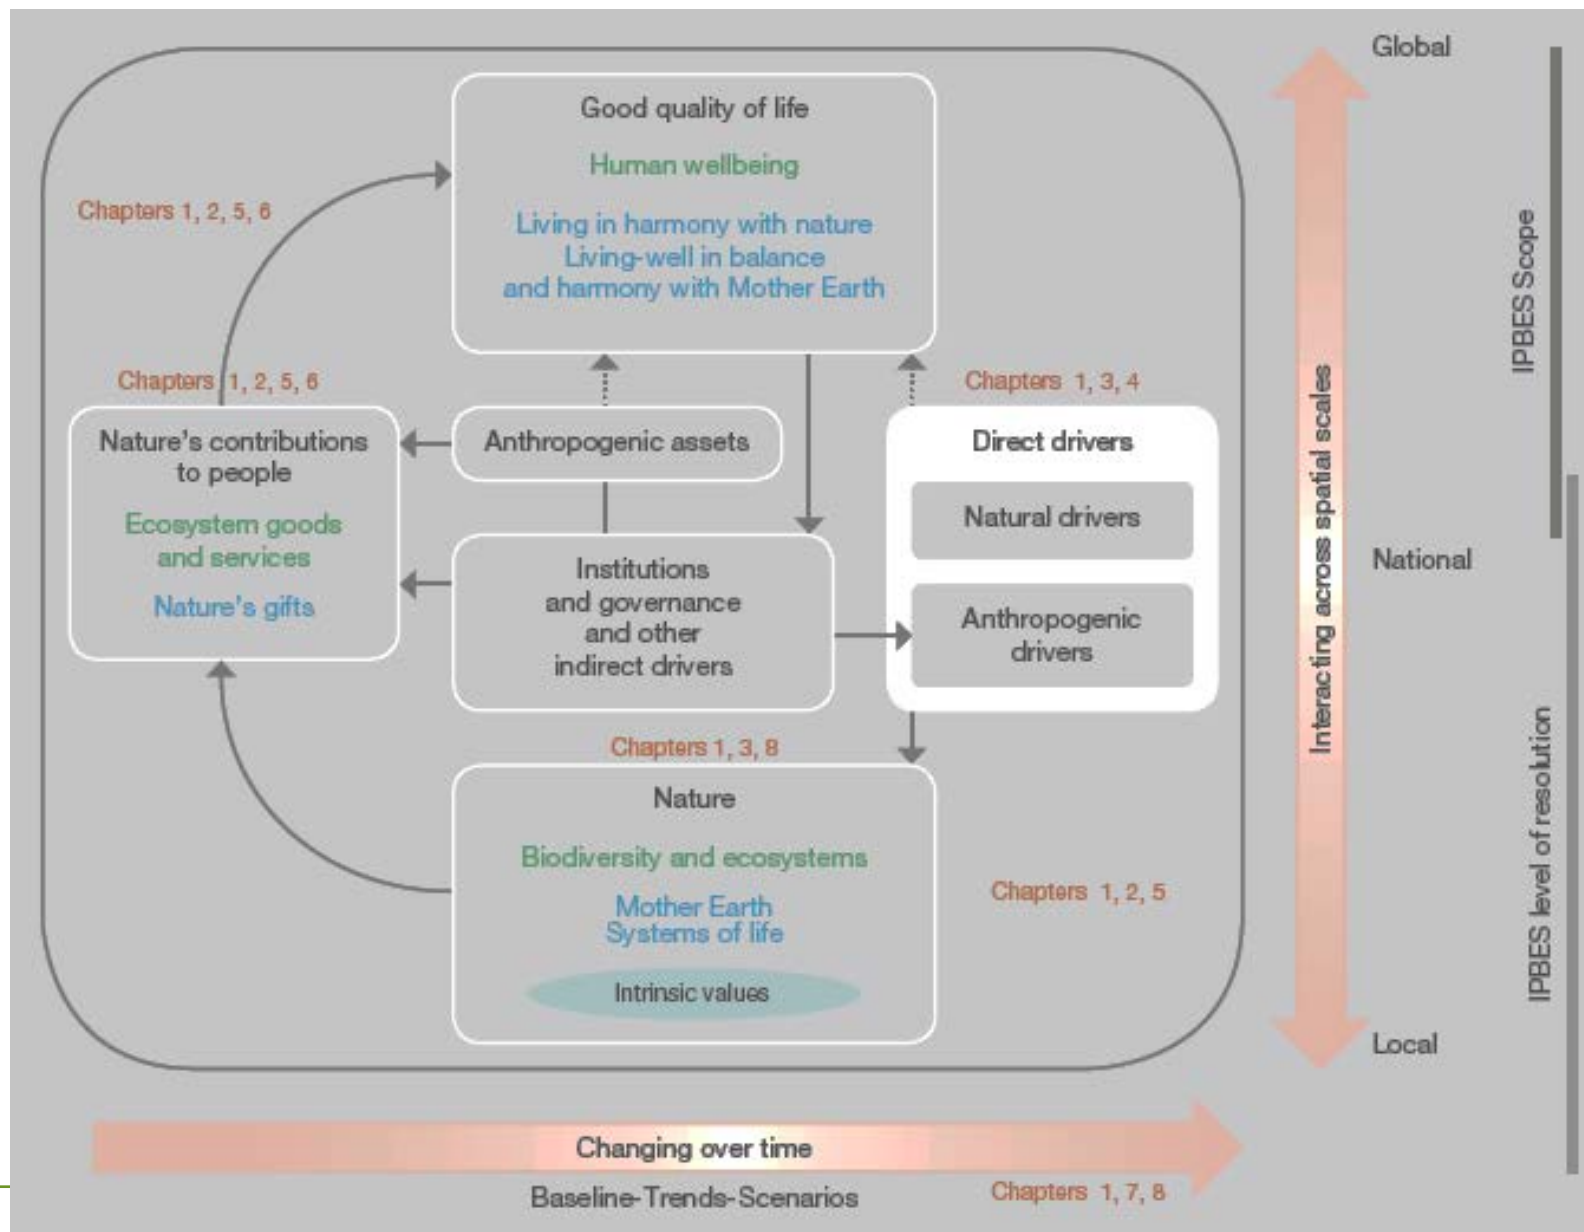 Good quality of life
Human wellbeing
Living in harmony with nature
Living-well in balance
and harmony with Mother Earth
Chapters 1, 2, 5, 6
Chapters 1, 2, 5, 6
Nature's contributions
to people
Ecosystem goods
and services
Nature's gifts
Anthropogenic assets
Institutions
and governance
and other
indirect drivers
Chapters 1, 3, 4
Direct drivers
Natural drivers
Anthropogenic
drivers
Chapters 1, 3, 8
Nature
Biodiversity and ecosystems
Mother Earth
Systems of life
Intrinsic values
Chapters 1, 2, 5
Changing over time
Baseline-Trends-Scenarios
Chapters 1, 7, 8
Interacting across spatial scales
Global
National
Local
IPBES Scope
IPBES level of resolution